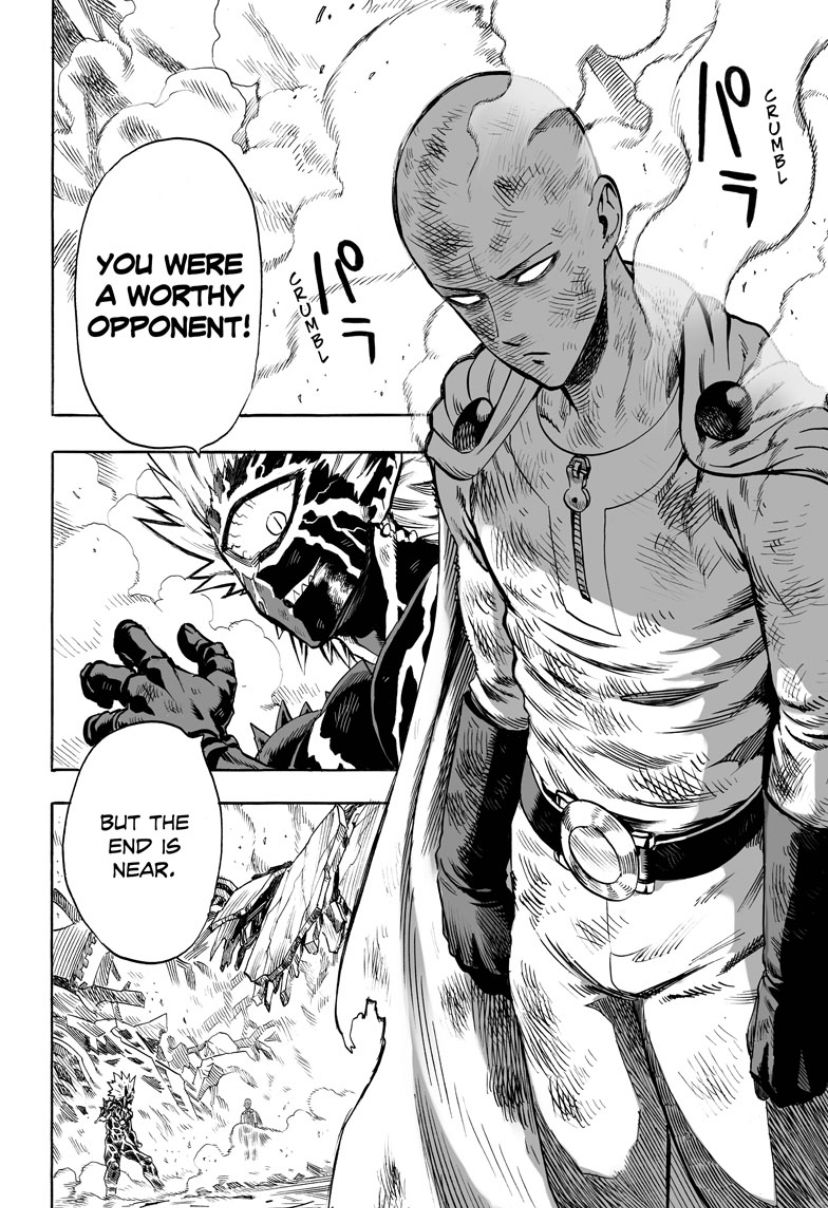 YOU WERE
A WORTHY
OPPONENT!
パラ
CRUMBL
パラ
CRUMBL
BUT THE
END IS
NEAR.